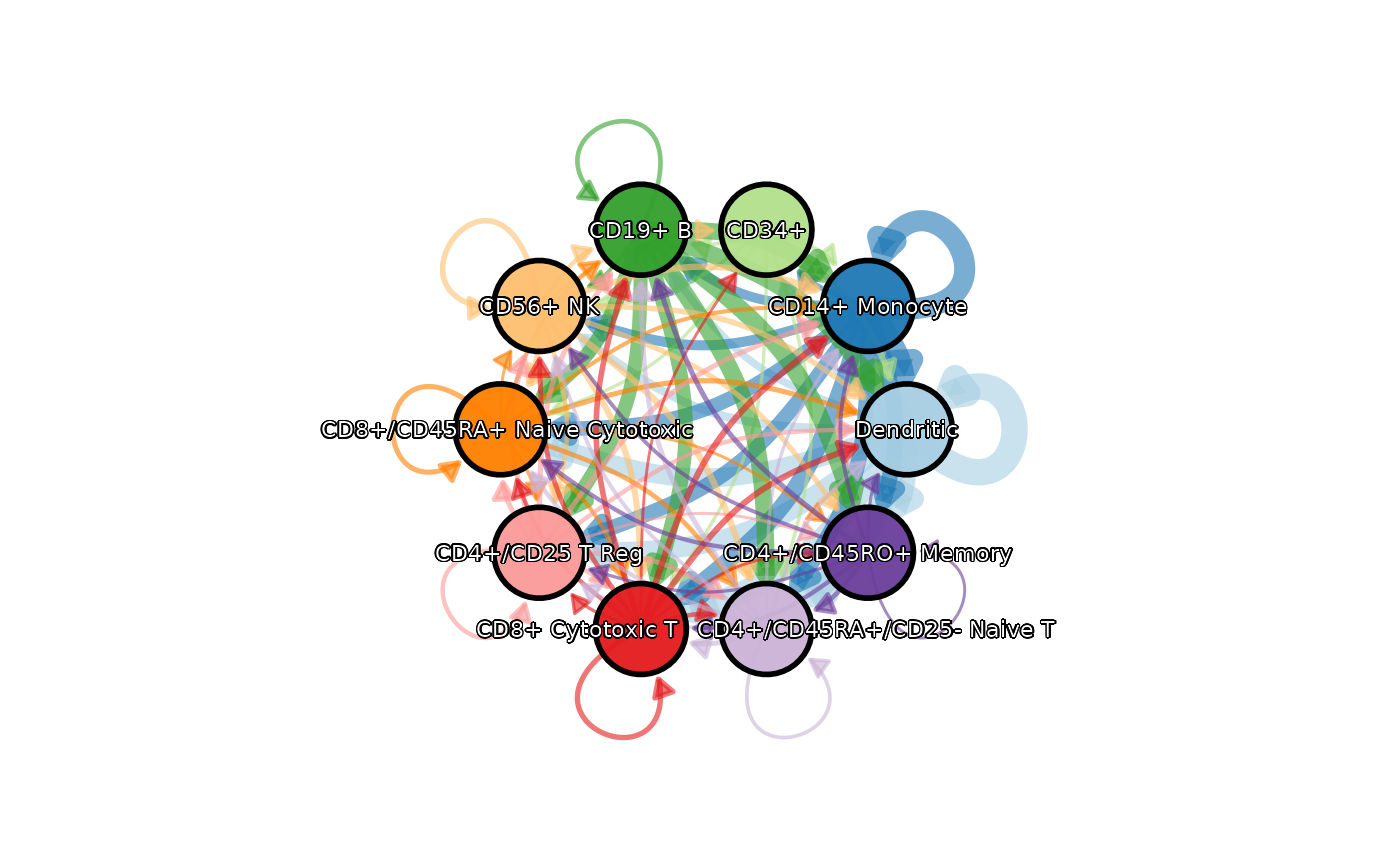 CD19+ B
CD34+
CD56+ NK
CD14+ Monocyte
CD8+/CD45RA+ Naive Cytotoxic
Dendritic
CD4+/CD25 T Reg
CD4+/CD45RO+ Memory
CD8+ Cytotoxic T
CD4+/CD45RA+/CD25- Naive T